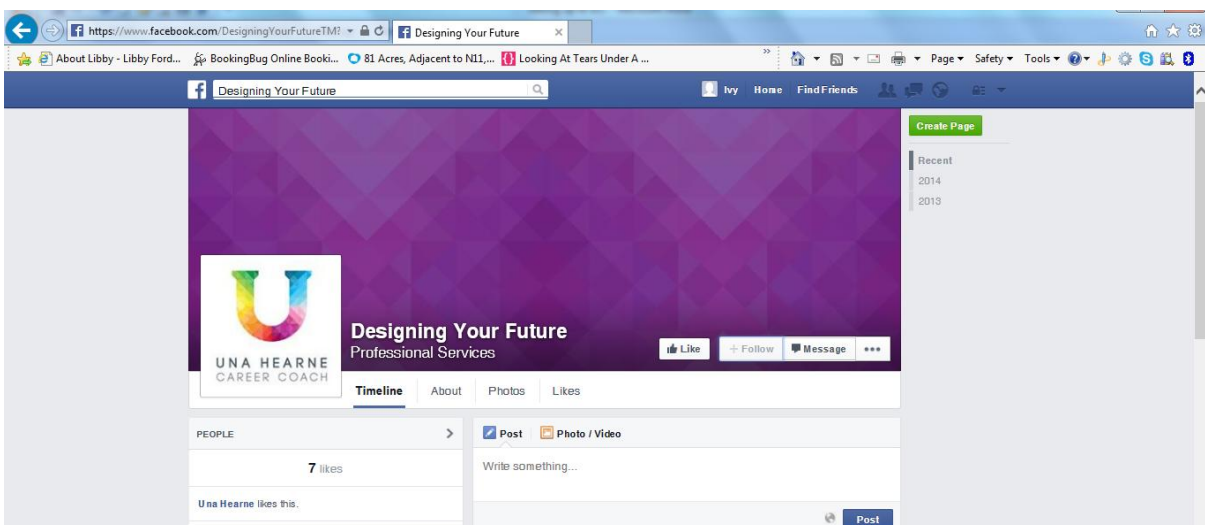 https://www.facebook.com/DesigningYourFutureTM?
Designing Your Future
About Libby - Libby Ford...
BookingBug Online Booki...
81 Acres, Adjacent to N11,...
Looking At Tears Under A ...
Page
Safety
Tools
Designing Your Future
Ivy Home Find Friends
Create Page
Recent
2014
2013
UNA HEARNE
CAREER COACH
Designing Your Future
Professional Services
Like
+ Follow
Message
Timeline About Photos Likes
PEOPLE
7 likes
Una Hearne likes this.
Post
Photo / Video
Write something...
Post